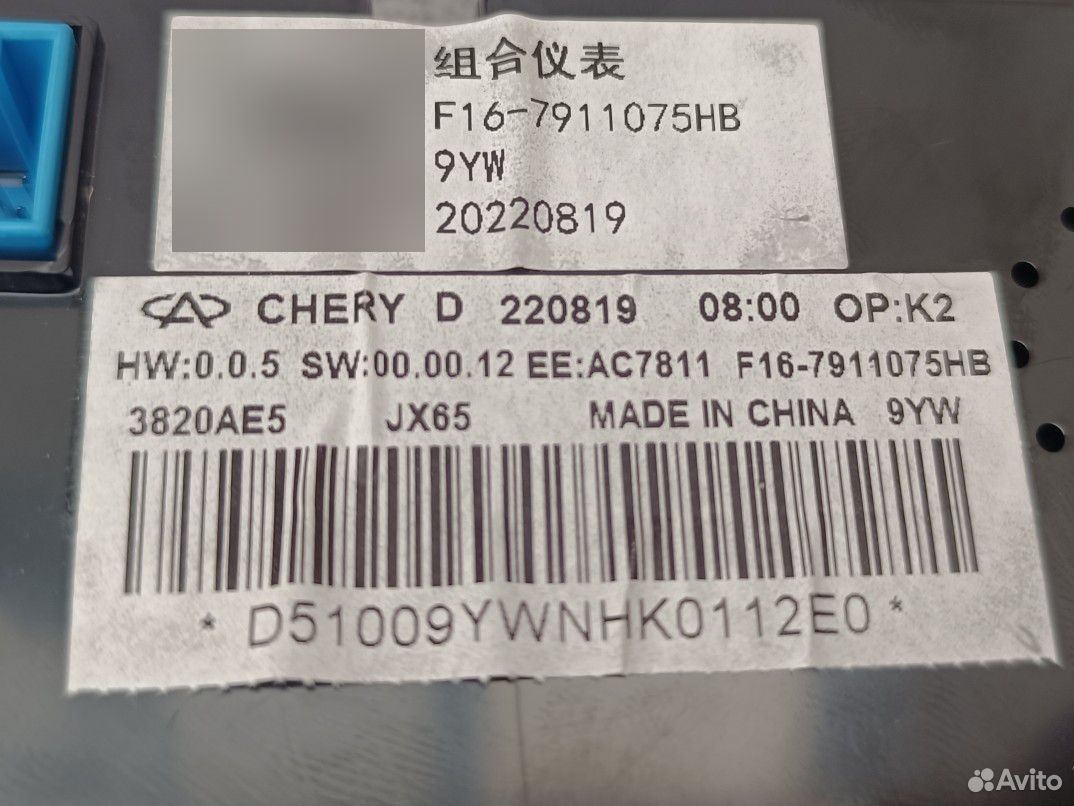 组合仪表
F16-7911075HB
9YW
20220819
CHERY D 220819 08:00 OP:K2
HW:0.0.5 SW:00.00.12 EE:AC7811 F16-7911075HB
3820AE5 JX65 MADE IN CHINA 9YW
* D51009YWNHK0112E0 *
Avito